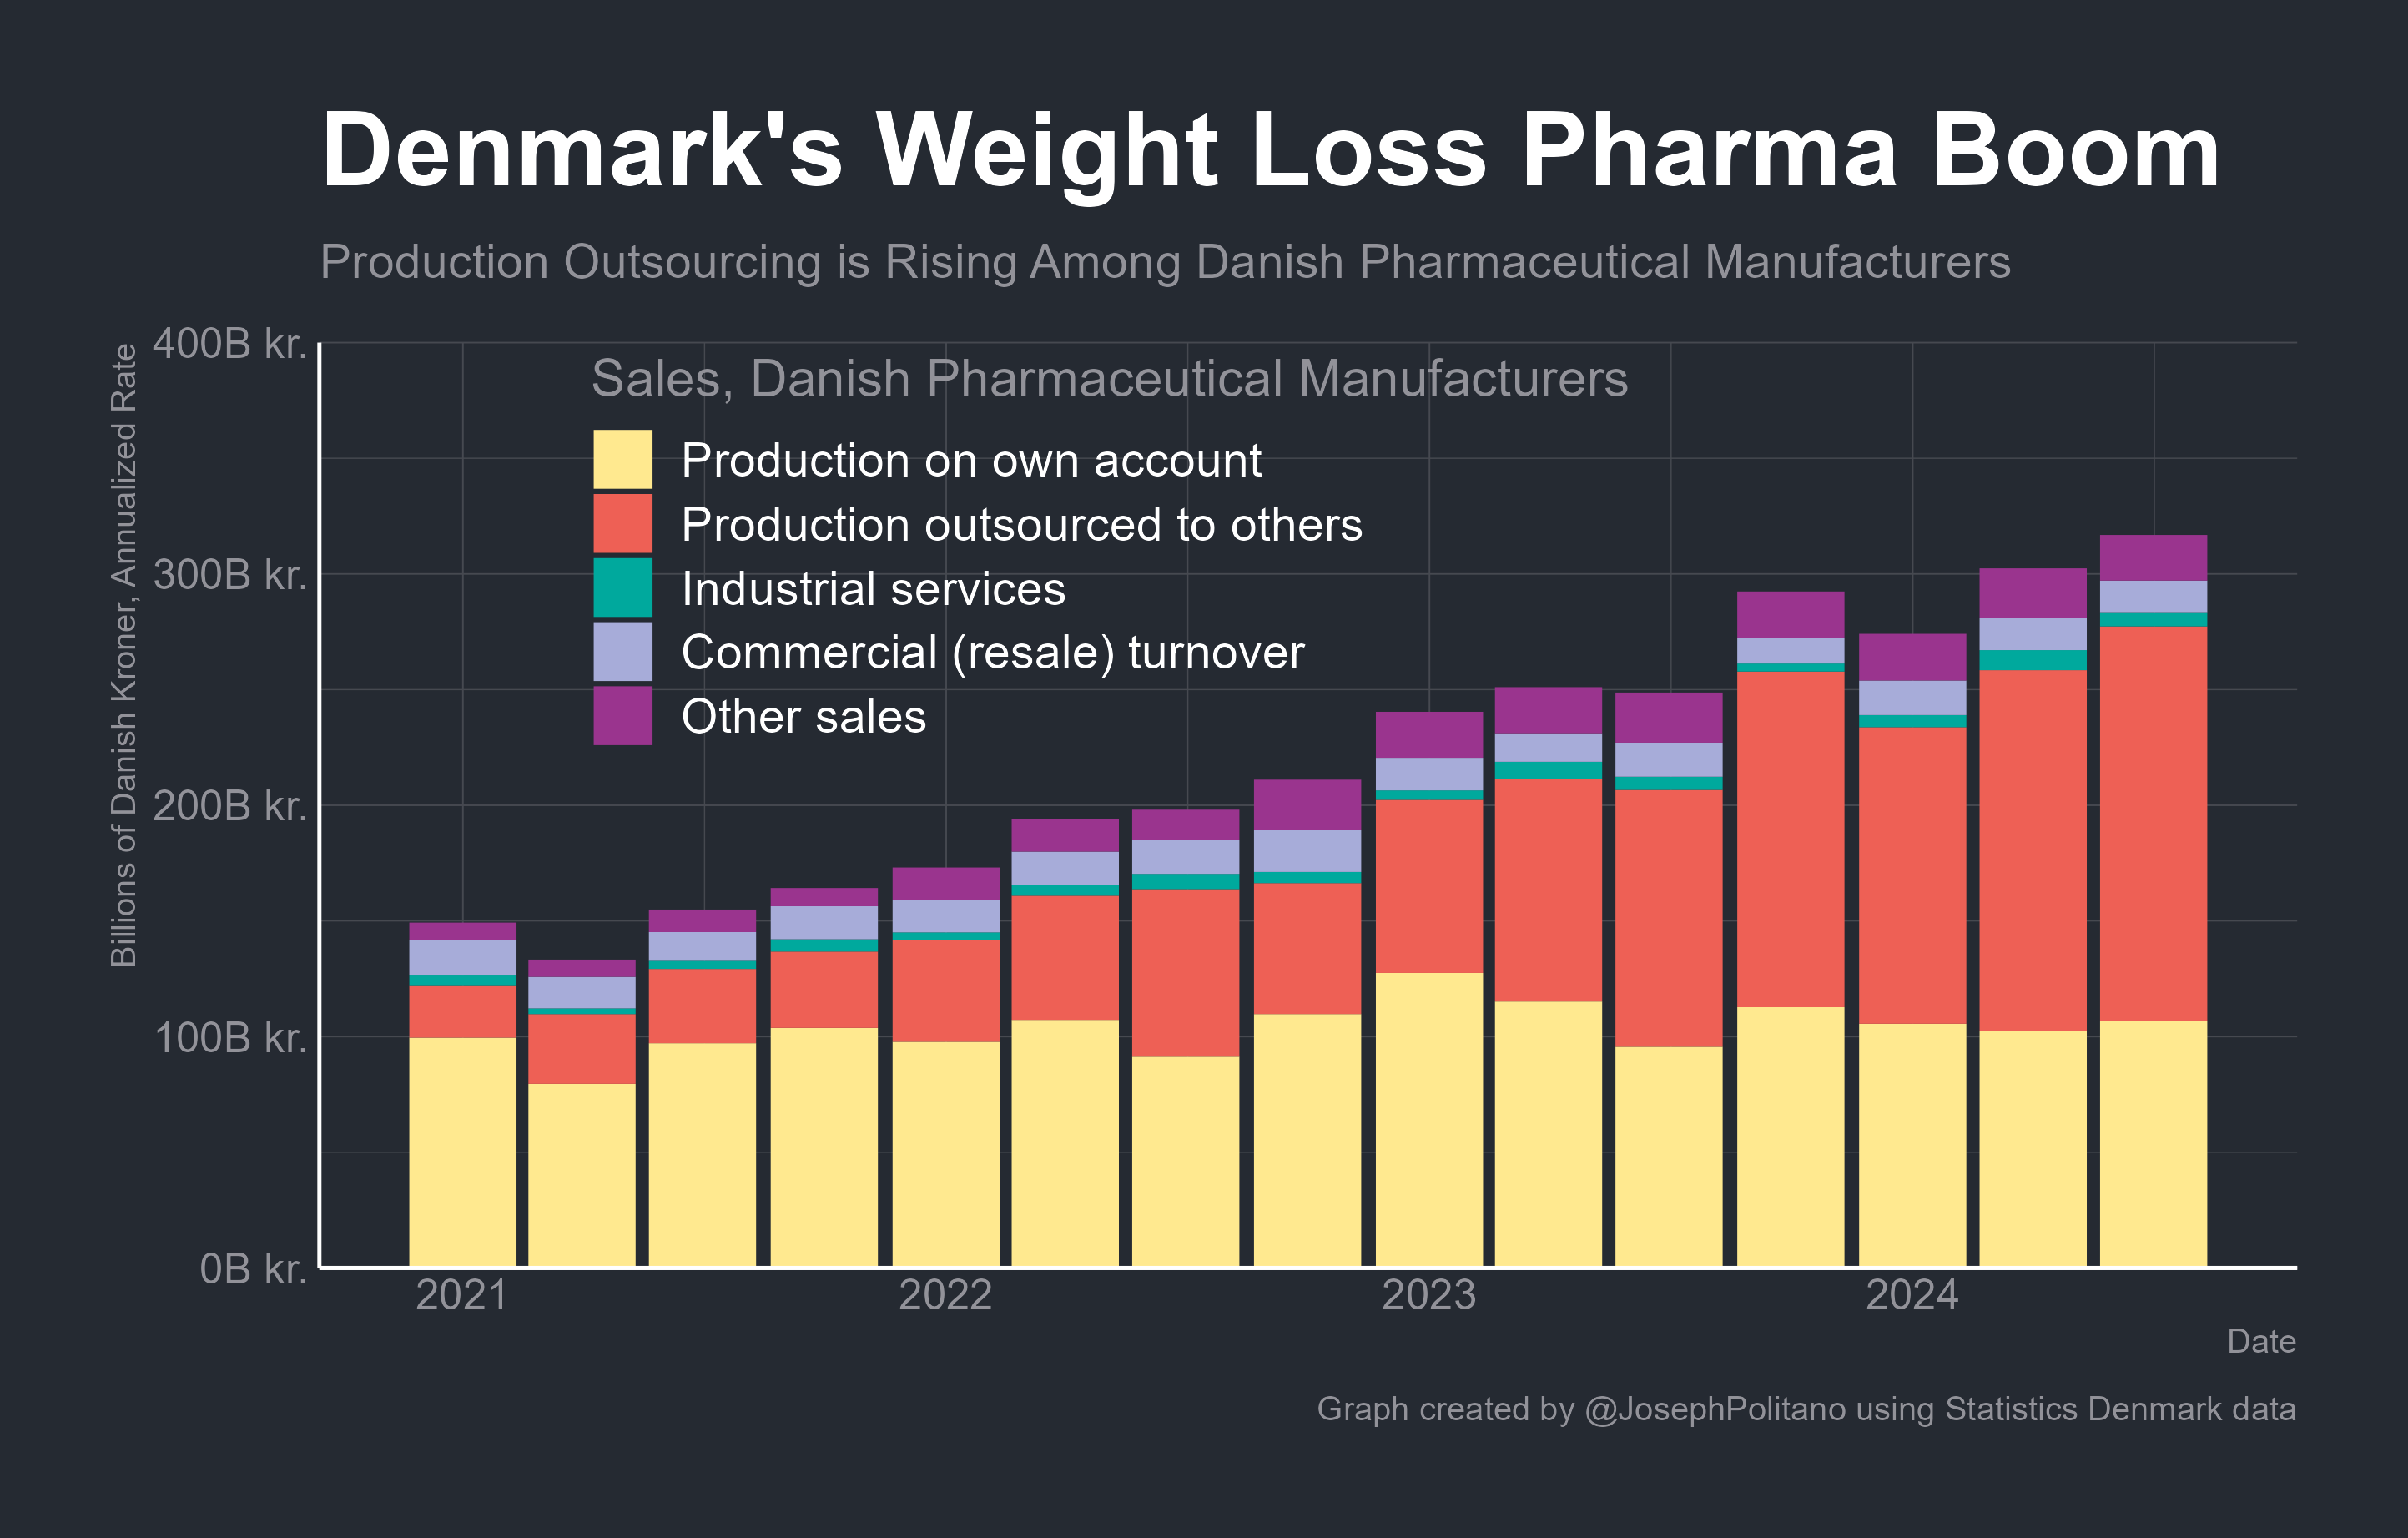 Denmark's Weight Loss Pharma Boom
Production Outsourcing is Rising Among Danish Pharmaceutical Manufacturers
Billions of Danish Kroner, Annualized Rate
400B kr.
300B kr.
200B kr.
100B kr.
0B kr.
Sales, Danish Pharmaceutical Manufacturers
Production on own account
Production outsourced to others
Industrial services
Commercial (resale) turnover
Other sales
2021
2022
2023
2024
Date
Graph created by @JosephPolitano using Statistics Denmark data